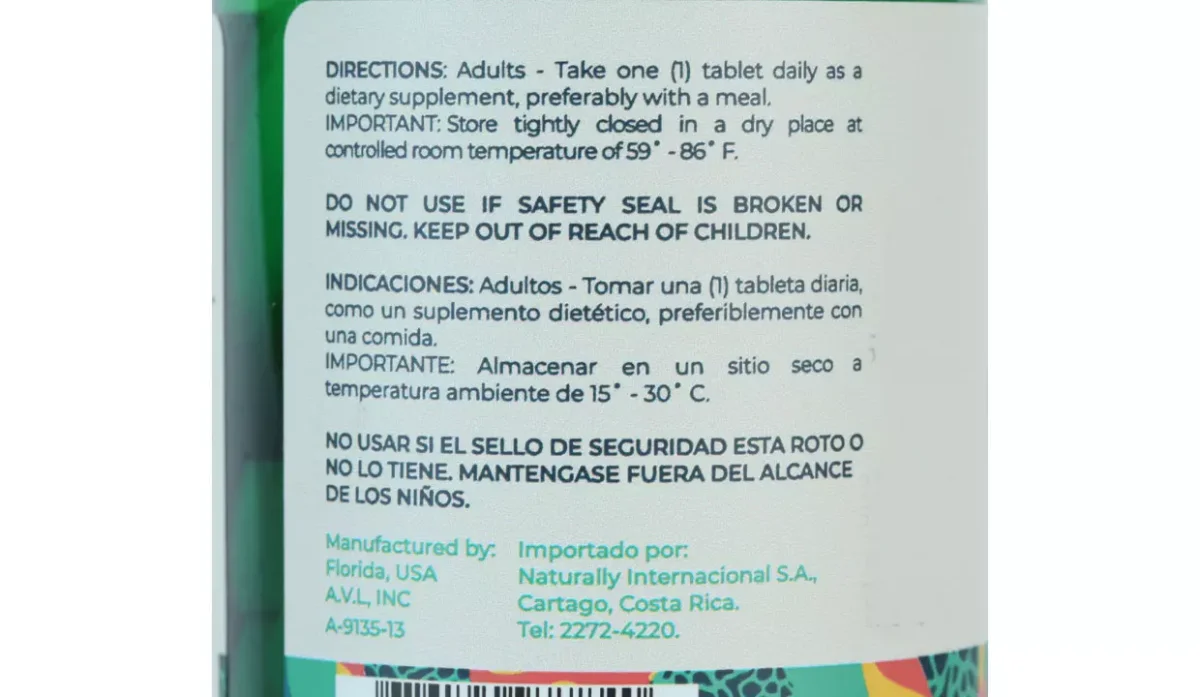 DIRECTIONS: Adults - Take one (1) tablet daily as a
dietary supplement, preferably with a meal.
IMPORTANT: Store tightly closed in a dry place at
controlled room temperature of 59° - 86° F.
DO NOT USE IF SAFETY SEAL IS BROKEN OR
MISSING. KEEP OUT OF REACH OF CHILDREN.
INDICACIONES: Adultos - Tomar una (1) tableta diaria,
como un suplemento dietético, preferiblemente con
una comida.
IMPORTANTE: Almacenar en un sitio seco a
temperatura ambiente de 15° - 30° C.
NO USAR SI EL SELLO DE SEGURIDAD ESTA ROTO O
NO LO TIENE. MANTENGASE FUERA DEL ALCANCE
DE LOS NIÑOS.
Manufactured by:
Florida, USA
A.V.L, INC
A-9135-13
Importado por:
Naturally Internacional S.A.,
Cartago, Costa Rica.
Tel: 2272-4220.